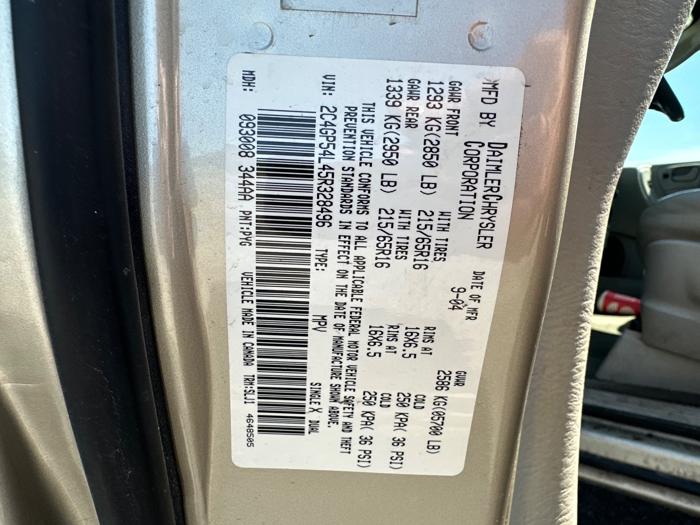 MFD BY DAIMLERCHRYSLER CORPORATION
DATE OF MFR 9-04
GVWR 2586 KG(05700 LB)
GAWR FRONT WITH TIRES RIMS AT COLD
1293 KG(2850 LB) 215/65R16 16X6.5 250 KPA( 36 PSI)
GAWR REAR WITH TIRES RIMS AT COLD
1339 KG(2950 LB) 215/65R16 16X6.5 250 KPA( 36 PSI)
THIS VEHICLE CONFORMS TO ALL APPLICABLE FEDERAL MOTOR VEHICLE SAFETY AND THEFT
PREVENTION STANDARDS IN EFFECT ON THE DATE OF MANUFACTURE SHOWN ABOVE.
VIN: 2C4GP54L45R328496 TYPE: MPV SINGLE X DUAL
MDH: 093008 344AA PNT:PYG VEHICLE MADE IN CANADA TRM:SLJ1 4648505